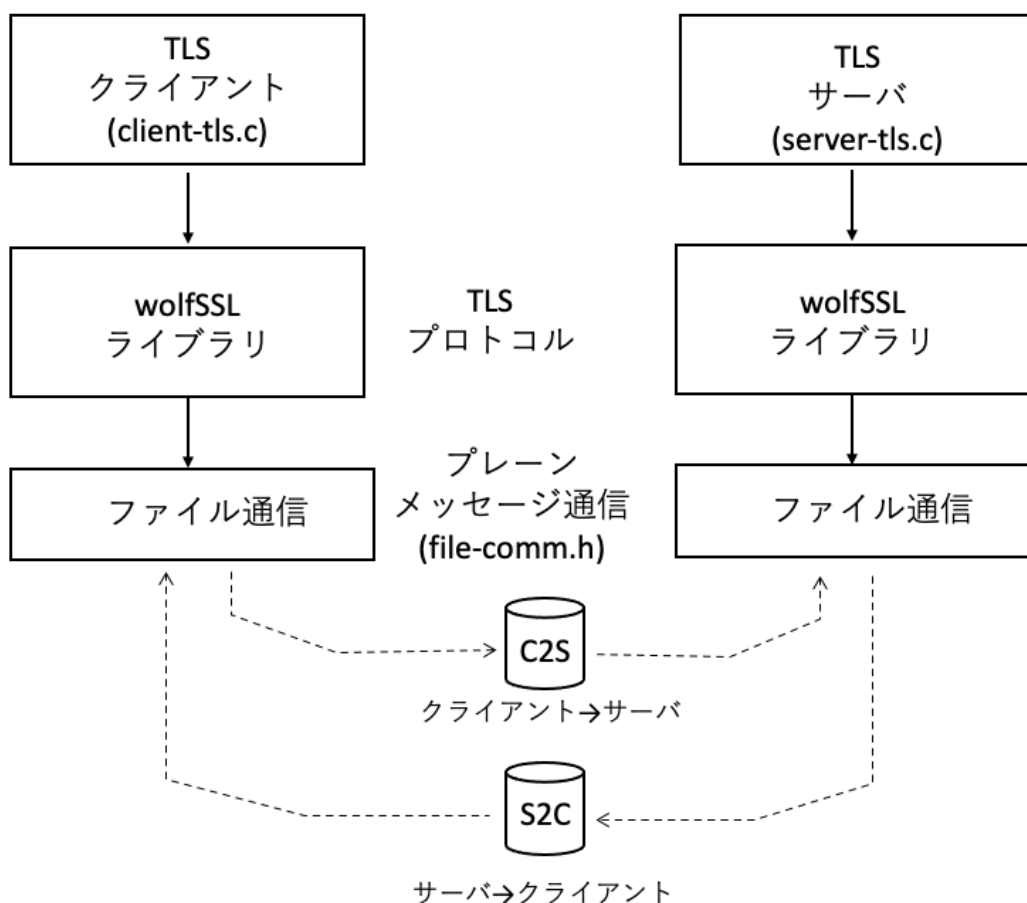 TLS
クライアント
(client-tls.c)
TLS
サーバ
(server-tls.c)
wolfSSL
ライブラリ
TLS
プロトコル
wolfSSL
ライブラリ
ファイル通信
プレーン
メッセージ通信
(file-comm.h)
ファイル通信
C2S
クライアント→サーバ
S2C
サーバ→クライアント